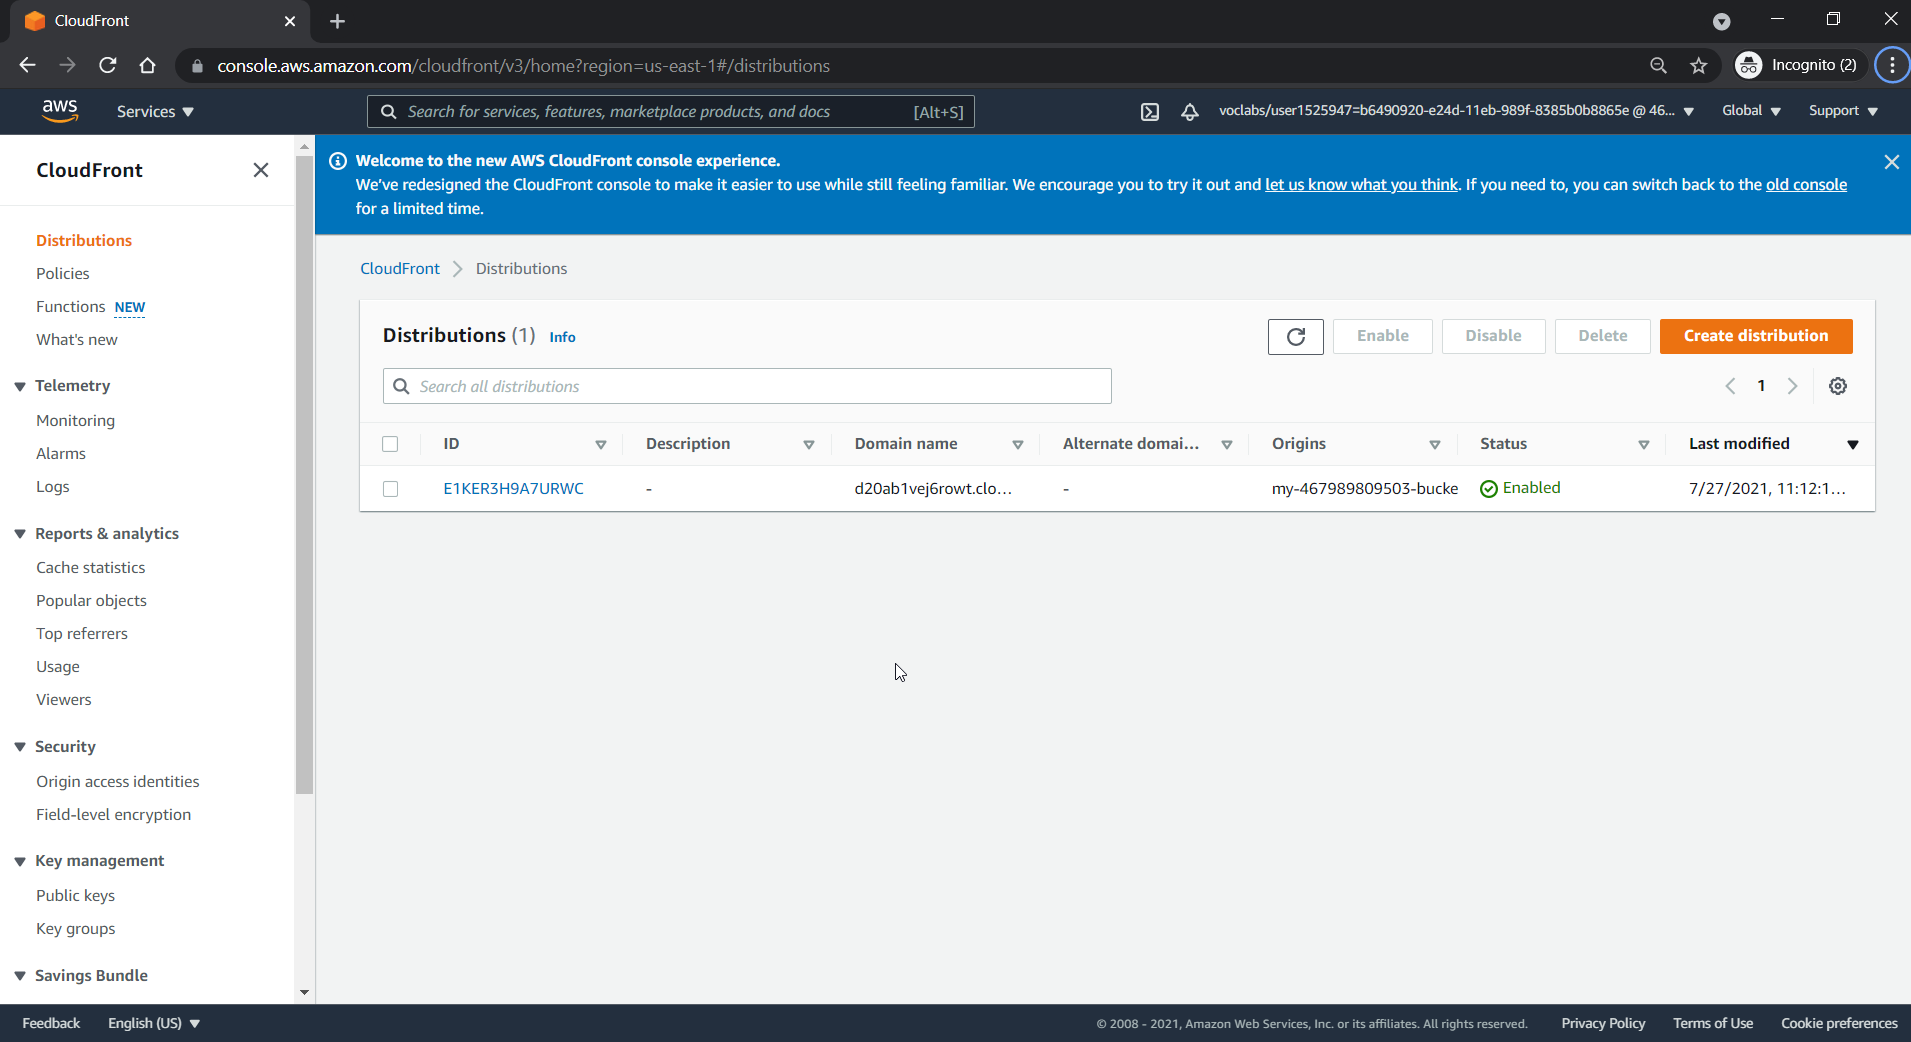 CloudFront
console.aws.amazon.com/cloudfront/v3/home?region=us-east-1#/distributions
Incognito (2)
aws
Services
Search for services, features, marketplace products, and docs
[Alt+S]
voclabs/user1525947=b6490920-e24d-11eb-989f-8385b0b8865e @ 46...
Global
Support
CloudFront
Distributions
Policies
Functions NEW
What's new
Telemetry
Monitoring
Alarms
Logs
Reports & analytics
Cache statistics
Popular objects
Top referrers
Usage
Viewers
Security
Origin access identities
Field-level encryption
Key management
Public keys
Key groups
Savings Bundle
Welcome to the new AWS CloudFront console experience.
We've redesigned the CloudFront console to make it easier to use while still feeling familiar. We encourage you to try it out and let us know what you think. If you need to, you can switch back to the old console
for a limited time.
CloudFront
Distributions
Distributions (1) Info
Enable
Disable
Delete
Create distribution
Search all distributions
1
ID
Description
Domain name
Alternate domai...
Origins
Status
Last modified
E1KER3H9A7URWC
-
d20ab1vej6rowt.clo...
-
my-467989809503-bucke
Enabled
7/27/2021, 11:12:1...
Feedback
English (US)
© 2008 - 2021, Amazon Web Services, Inc. or its affiliates. All rights reserved.
Privacy Policy
Terms of Use
Cookie preferences